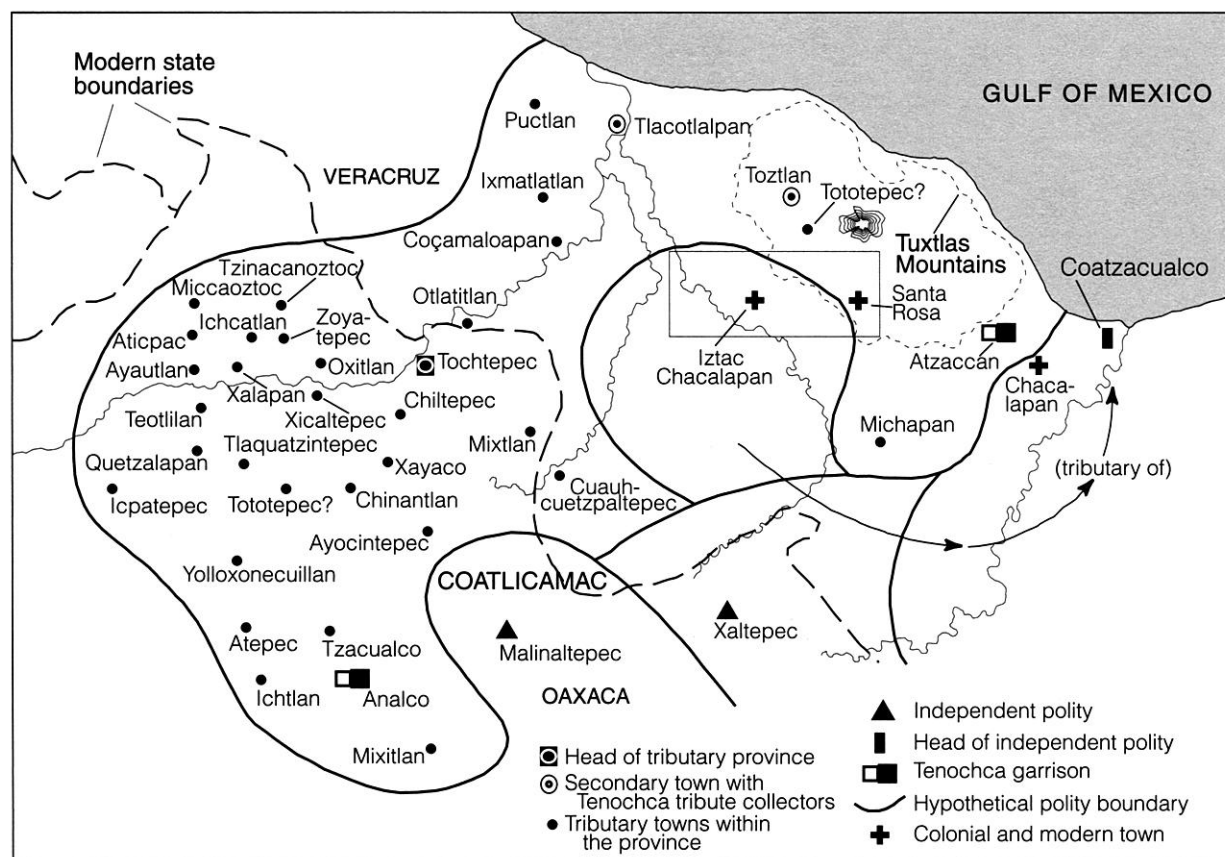 Modern state
boundaries
GULF OF MEXICO
Puctlan
Tlacotlalpan
VERACRUZ
Ixmatlatlan
Toztlan
Tototepec?
Coçamaloapan
Tuxtlas
Mountains
Coatzacualco
Tzinacanoztoc
Miccaoztoc
Otlatitlan
Santa
Rosa
Ichcatlan
Zoya-
tepec
Aticpac
Iztac
Chacalapan
Atzaccan
Ayautlan
Oxitlan
Tochtepec
Chaca-
lapan
Xalapan
Chiltepec
Teotlilan
Xicaltepec
Michapan
Tlaquatzintepec
Mixtlan
Quetzalapan
Xayaco
(tributary of)
Icpatepec
Tototepec?
Chinantlan
Cuauh-
cuetzpaltepec
Ayocintepec
Yolloxonecuillan
COATLICAMAC
Atepec
Tzacualco
Malinaltepec
Xaltepec
Ichtlan
Analco
OAXACA
Mixitlan
Head of tributary province
Secondary town with
Tenochca tribute collectors
Tributary towns within
the province
Independent polity
Head of independent polity
Tenochca garrison
Hypothetical polity boundary
Colonial and modern town